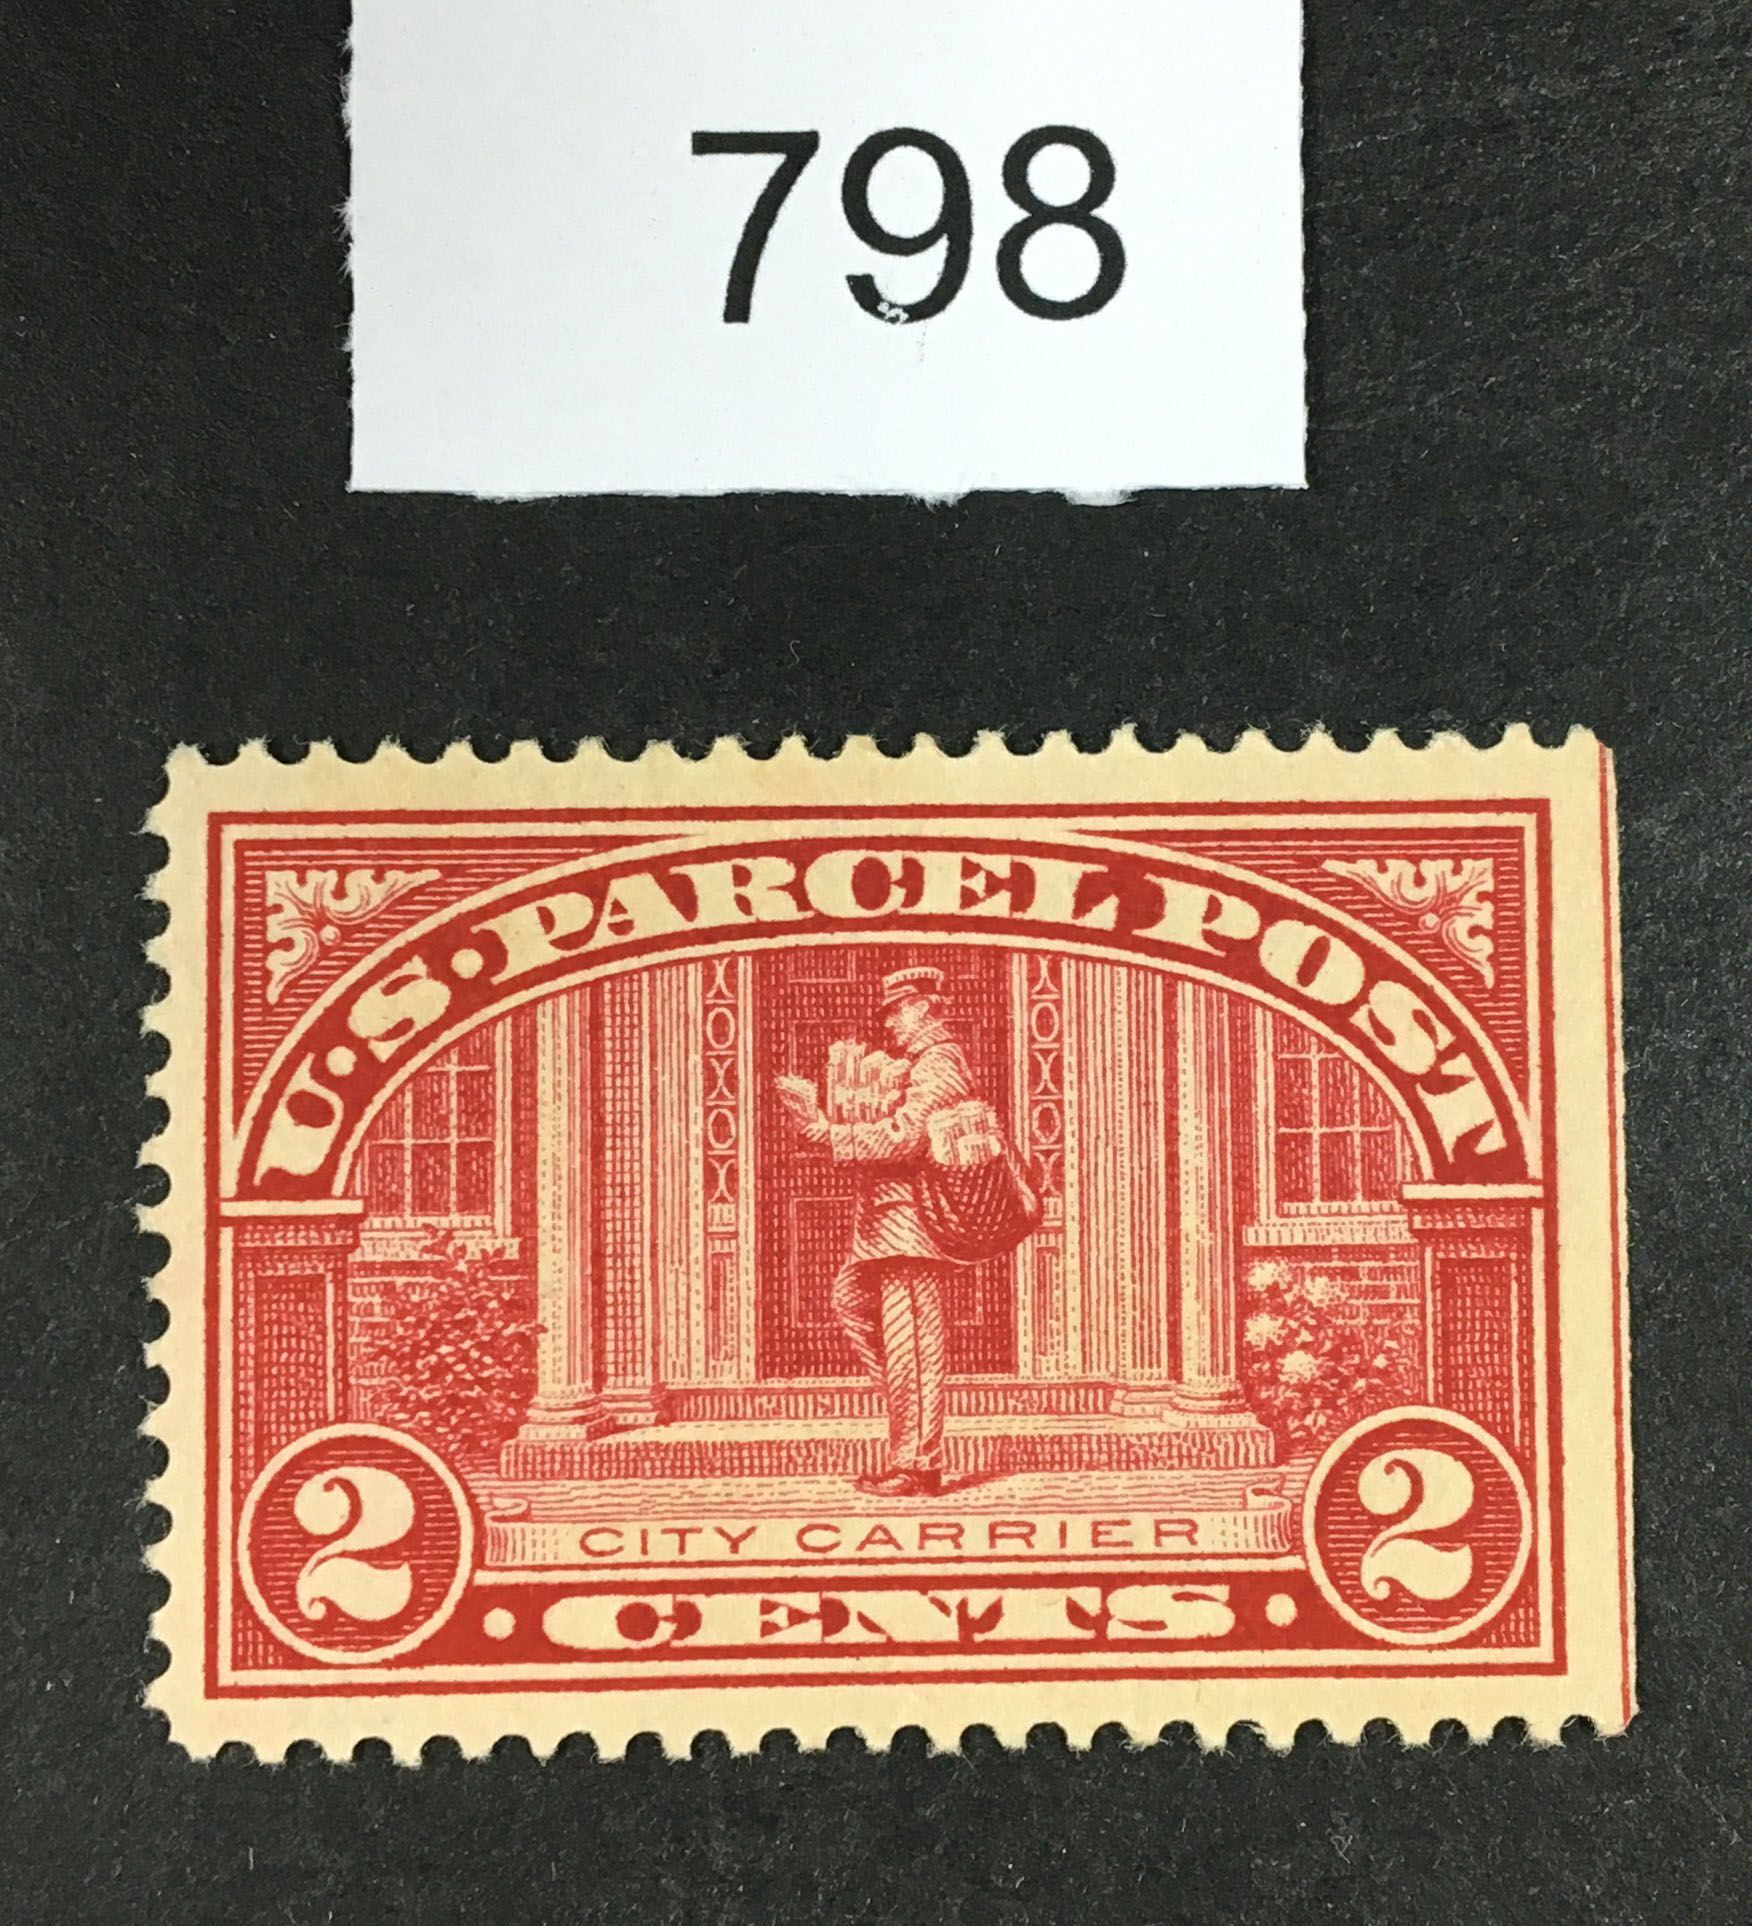 798
U.S. PARCEL POST
CITY CARRIER
2 · CENTS · 2